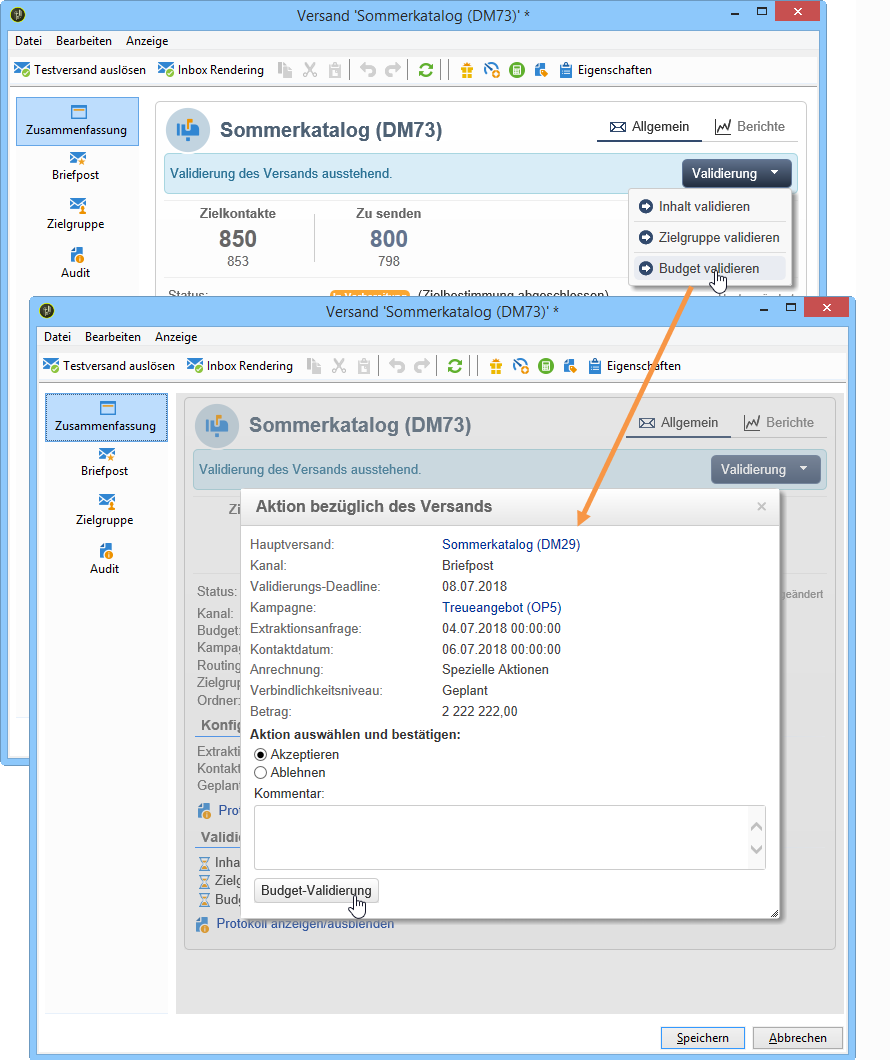 Versand 'Sommerkatalog (DM73)' *
Datei Bearbeiten Anzeige
Testversand auslösen Inbox Rendering Eigenschaften
Zusammenfassung
Briefpost
Zielgruppe
Audit
Sommerkatalog (DM73)
Allgemein Berichte
Validierung des Versands ausstehend.
Validierung
Inhalt validieren
Zielgruppe validieren
Budget validieren
Zielkontakte Zu senden
850 800
853 798
Status: (Zielbestimmung abgeschlossen)
Versand 'Sommerkatalog (DM73)' *
Datei Bearbeiten Anzeige
Testversand auslösen Inbox Rendering Eigenschaften
Zusammenfassung
Briefpost
Zielgruppe
Audit
Sommerkatalog (DM73)
Allgemein Berichte
Validierung des Versands ausstehend.
Validierung
Zi
Status: geändert
Kanal:
Budget:
Kampa
Routing
Zielgrup
Ordner:
Konfig
Extrakti
Kontakt
Geplant
Prot
Validi
Inha
Zielg
Budg
Protokoll anzeigen/ausblenden
Aktion bezüglich des Versands
Hauptversand: Sommerkatalog (DM29)
Kanal: Briefpost
Validierungs-Deadline: 08.07.2018
Kampagne: Treueangebot (OP5)
Extraktionsanfrage: 04.07.2018 00:00:00
Kontaktdatum: 06.07.2018 00:00:00
Anrechnung: Spezielle Aktionen
Verbindlichkeitsniveau: Geplant
Betrag: 2 222 222,00
Aktion auswählen und bestätigen:
Akzeptieren
Ablehnen
Kommentar:
Budget-Validierung
Speichern Abbrechen